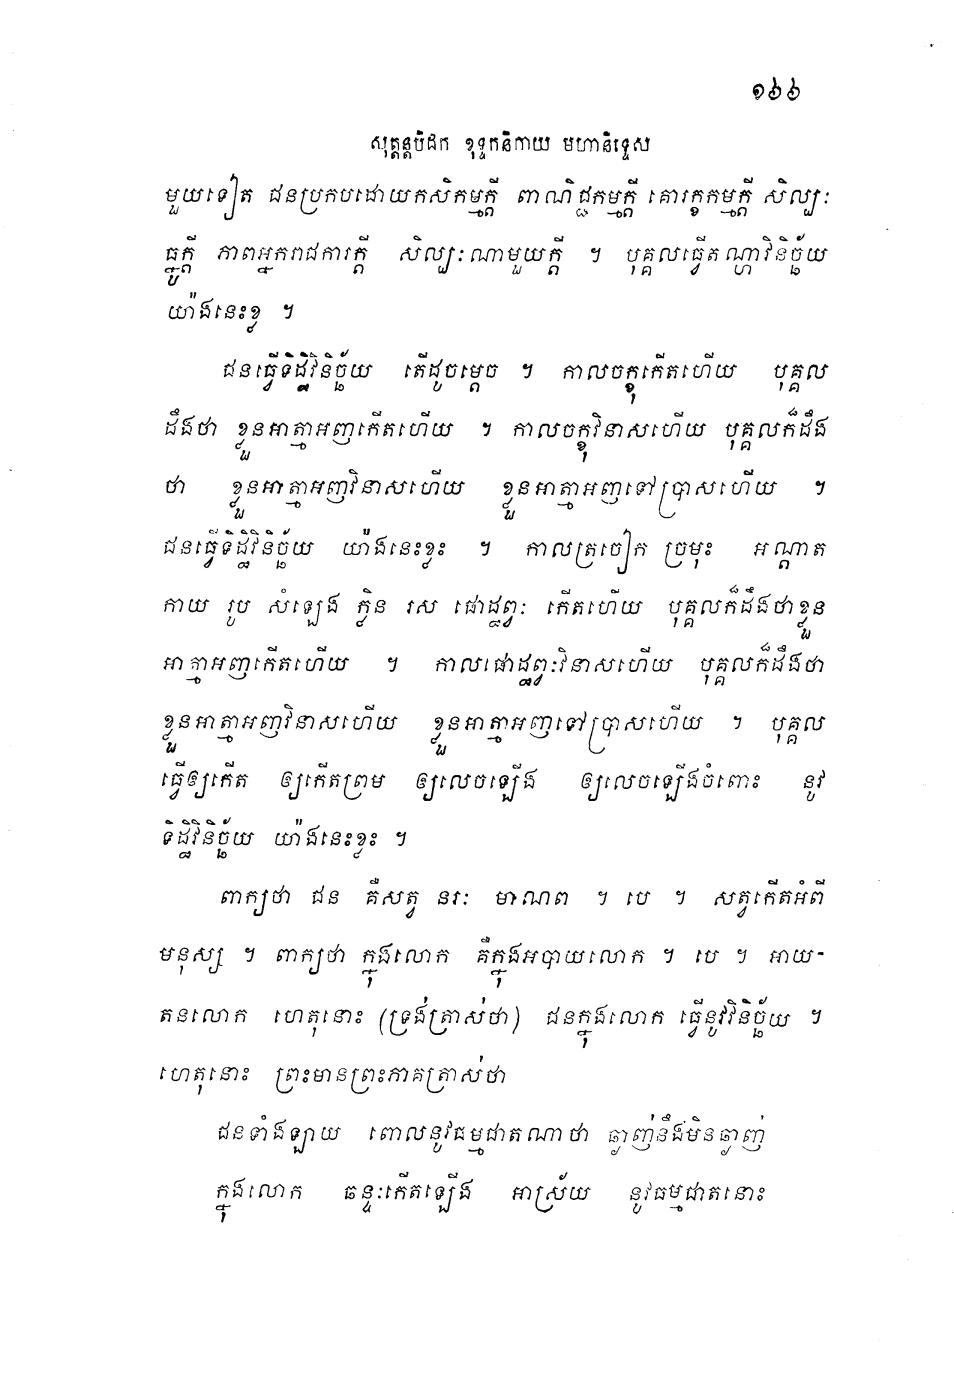 ១៦៦
សុត្តន្តបិដក ខុទ្ទកនិកាយ មហានិទ្ទេស
មួយទៀត ជនប្រកបដោយកសិកម្មក្តី ពាណិជ្ជកម្មក្តី គោរក្ខកម្មក្តី សិល្បៈ
ធ្នូក្តី ភាពអ្នករាជការក្តី សិល្បៈណាមួយក្តី ។ បុគ្គលធ្វើតណ្ហាវិនិច្ឆ័យ
យ៉ាងនេះខ្វ ។
ជនធ្វើទិដ្ឋិវិនិច្ឆ័យ តើដូចម្តេច ។ កាលចក្ខុកើតហើយ បុគ្គល
ដឹងថា ខ្លួនអាត្មាអញកើតហើយ ។ កាលចក្ខុវិនាសហើយ បុគ្គលក៏ដឹង
ថា ខ្លួនអាត្មាអញវិនាសហើយ ខ្លួនអាត្មាអញទៅប្រាសហើយ ។
ជនធ្វើទិដ្ឋិវិនិច្ឆ័យ យ៉ាងនេះខ្វះ ។ កាលត្រចៀក ច្រមុះ អណ្តាត
កាយ រូប សំឡេង ក្លិន រស ផោដ្ឋព្វៈ កើតហើយ បុគ្គលក៏ដឹងថាខ្លួន
អាត្មាអញកើតហើយ ។ កាលផោដ្ឋព្វៈវិនាសហើយ បុគ្គលក៏ដឹងថា
ខ្លួនអាត្មាអញវិនាសហើយ ខ្លួនអាត្មាអញទៅប្រាសហើយ ។ បុគ្គល
ធ្វើឲ្យកើត ឲ្យកើតព្រម ឲ្យលេចឡើង ឲ្យលេចឡើងចំពោះ នូវ
ទិដ្ឋិវិនិច្ឆ័យ យ៉ាងនេះខ្វះ ។
ពាក្យថា ជន គឺសត្វ នរៈ មាណព ។ បេ ។ សត្វកើតអំពី
មនុស្ស ។ ពាក្យថា ក្នុងលោក គឺក្នុងអបាយលោក ។ បេ ។ អាយ-
តនលោក ហេតុនោះ (ទ្រង់ត្រាស់ថា) ជនក្នុងលោក ធ្វើនូវវិនិច្ឆ័យ ។
ហេតុនោះ ព្រះមានព្រះភាគត្រាស់ថា
ជនទាំងឡាយ ពោលនូវធម្មជាតណាថា ឆ្ងាញ់នឹងមិនឆ្ងាញ់
ក្នុងលោក ឆន្ទៈកើតឡើង អាស្រ័យ នូវធម្មជាតនោះ